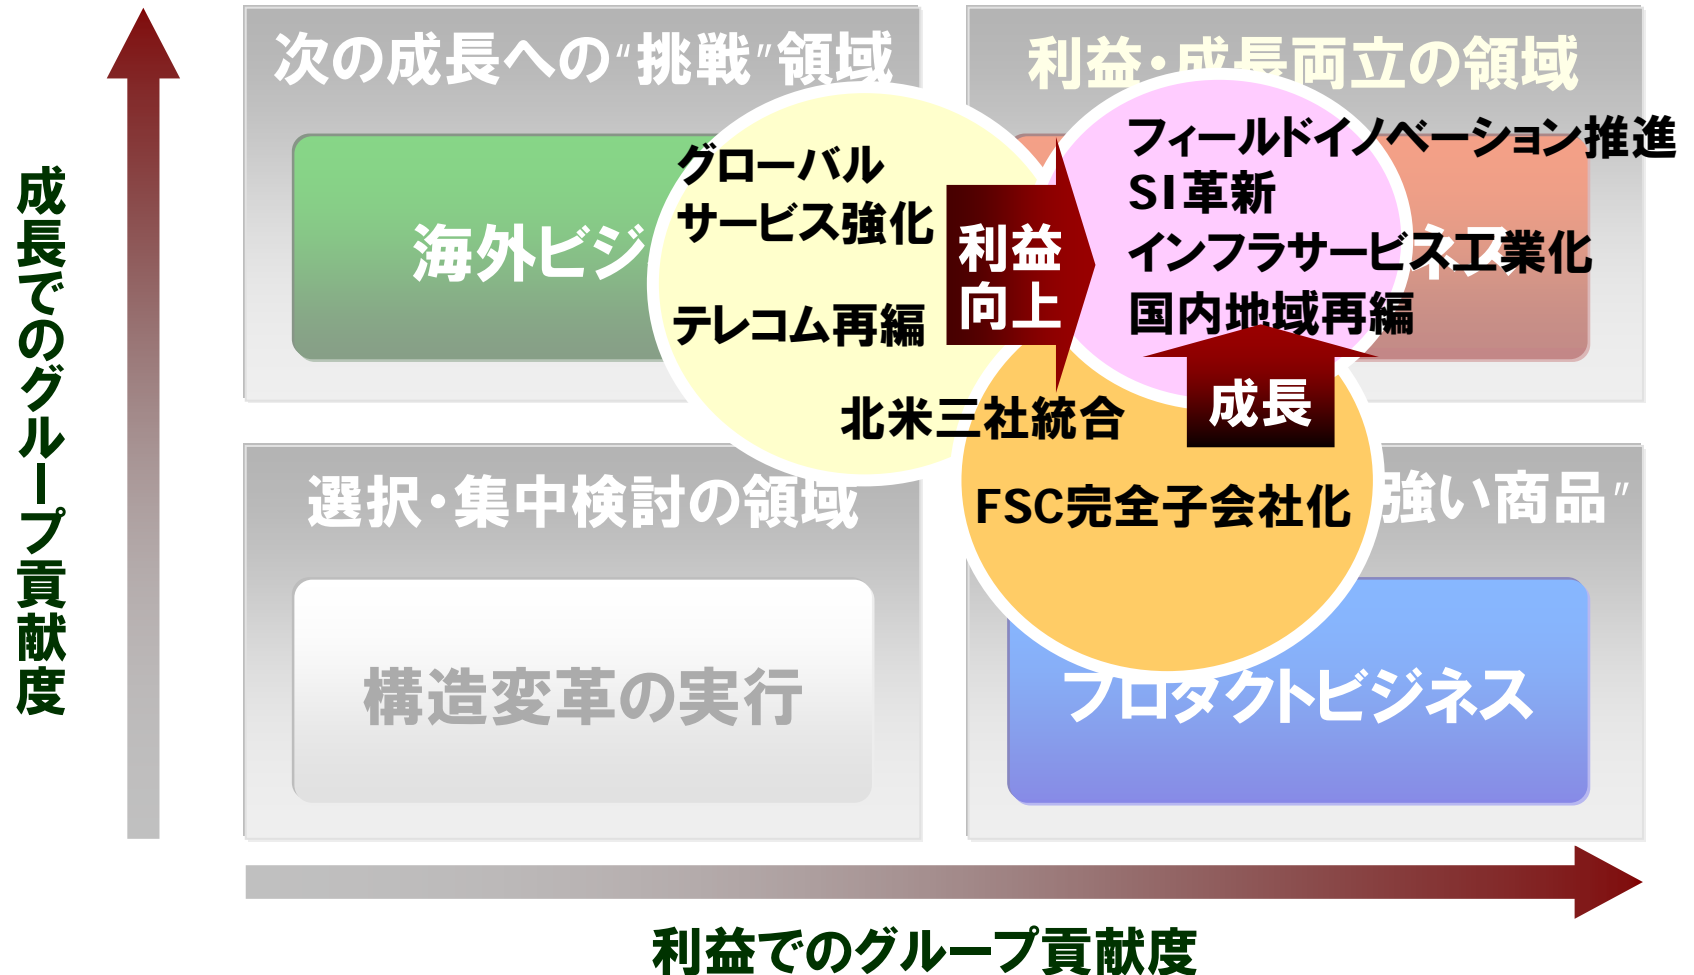 次の成長への“挑戦”領域
利益・成長両立の領域
グローバル
サービス強化
テレコム再編
海外ビジ
利益
向上
フィールドイノベーション推進
SI革新
インフラサービス工業化
国内地域再編
ネス
成長
北米三社統合
FSC完全子会社化
選択・集中検討の領域
強い商品”
構造変革の実行
プロダクトビジネス
成長でのグループ貢献度
利益でのグループ貢献度